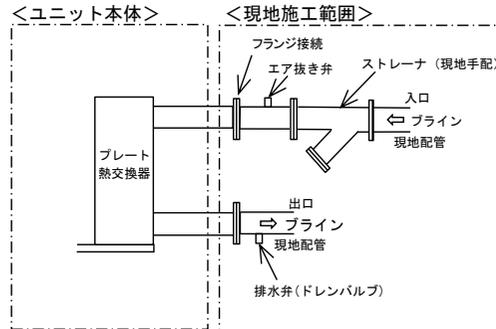 ＜ユニット本体＞
＜現地施工範囲＞
フランジ接続
エア抜き弁
ストレーナ（現地手配）
入口
ブライン
現地配管
プレート
熱交換器
出口
ブライン
現地配管
排水弁（ドレンバルブ）